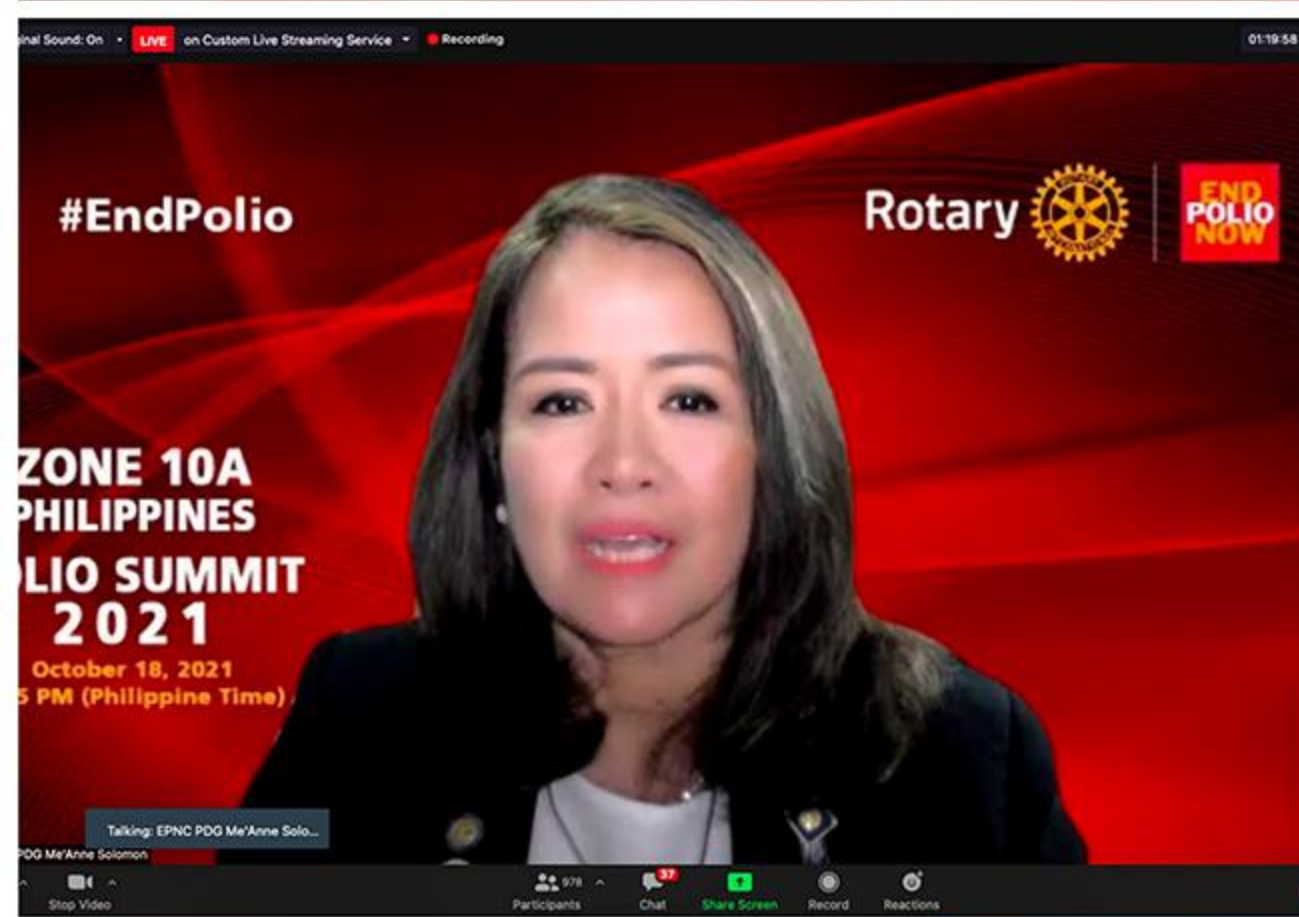 inal Sound: On • LIVE on Custom Live Streaming Service Recording 01:19:58
#EndPolio
Rotary
END
POLIO
NOW
ZONE 10A
PHILIPPINES
LIO SUMMIT
2021
October 18, 2021
5 PM (Philippine Time)
Talking: EPNC PDG Me'Anne Solo...
PDG Me'Anne Solomon
Stop Video
978
Participants
37
Chat
Share Screen
Record
Reactions